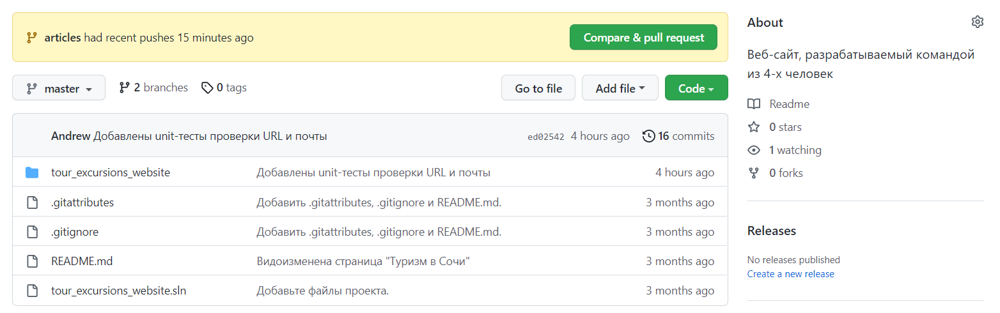 articles had recent pushes 15 minutes ago
Compare & pull request
master
2 branches
0 tags
Go to file
Add file
Code
Andrew Добавлены unit-тесты проверки URL и почты
ed02542 4 hours ago
16 commits
tour_excursions_website Добавлены unit-тесты проверки URL и почты 4 hours ago
.gitattributes Добавить .gitattributes, .gitignore и README.md. 3 months ago
.gitignore Добавить .gitattributes, .gitignore и README.md. 3 months ago
README.md Видоизменена страница "Туризм в Сочи" 3 months ago
tour_excursions_website.sln Добавьте файлы проекта. 3 months ago
About
Веб-сайт, разрабатываемый командой
из 4-х человек
Readme
0 stars
1 watching
0 forks
Releases
No releases published
Create a new release